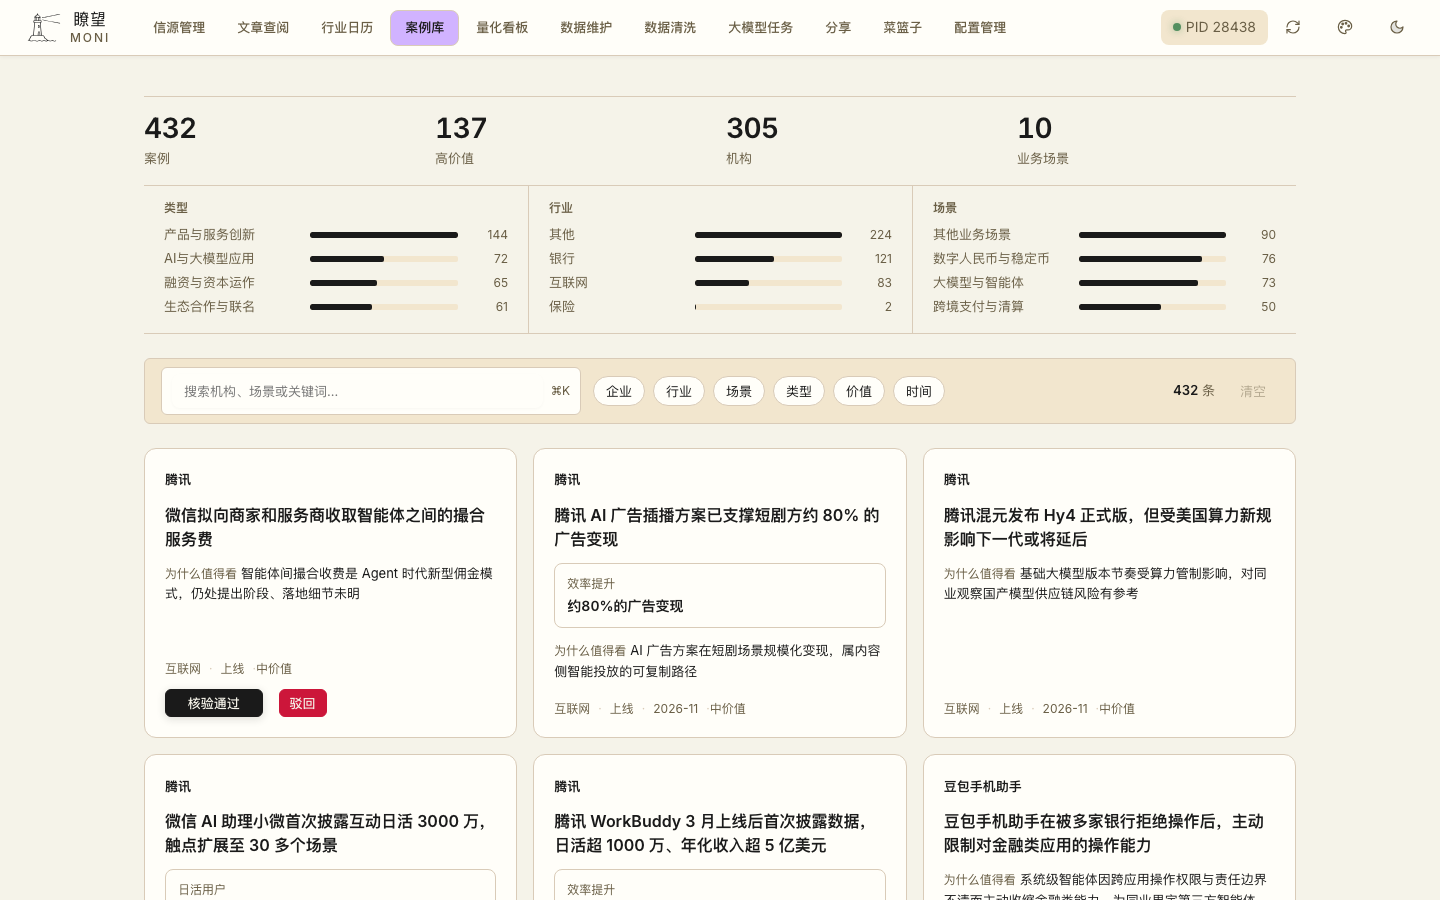 瞭望
MONI
信源管理
文章查阅
行业日历
案例库
量化看板
数据维护
数据清洗
大模型任务
分享
菜篮子
配置管理
PID 28438
432
案例
137
高价值
305
机构
10
业务场景
类型
产品与服务创新 144
AI与大模型应用 72
融资与资本运作 65
生态合作与联名 61
行业
其他 224
银行 121
互联网 83
保险 2
场景
其他业务场景 90
数字人民币与稳定币 76
大模型与智能体 73
跨境支付与清算 50
搜索机构、场景或关键词... ⌘K
企业
行业
场景
类型
价值
时间
432 条
清空
腾讯
微信拟向商家和服务商收取智能体之间的撮合
服务费
为什么值得看 智能体间撮合收费是 Agent 时代新型佣金模
式，仍处提出阶段、落地细节未明
互联网 · 上线 ·中价值
核验通过
驳回
腾讯
腾讯 AI 广告插播方案已支撑短剧方约 80% 的
广告变现
效率提升
约80%的广告变现
为什么值得看 AI 广告方案在短剧场景规模化变现，属内容
侧智能投放的可复制路径
互联网 · 上线 · 2026-11 ·中价值
腾讯
腾讯混元发布 Hy4 正式版，但受美国算力新规
影响下一代或将延后
为什么值得看 基础大模型版本节奏受算力管制影响，对同
业观察国产模型供应链风险有参考
互联网 · 上线 · 2026-11 ·中价值
腾讯
微信 AI 助理小微首次披露互动日活 3000 万，
触点扩展至 30 多个场景
日活用户
腾讯
腾讯 WorkBuddy 3 月上线后首次披露数据，
日活超 1000 万、年化收入超 5 亿美元
效率提升
豆包手机助手
豆包手机助手在被多家银行拒绝操作后，主动
限制对金融类应用的操作能力
为什么值得看 系统级智能体因跨应用操作权限与责任边界